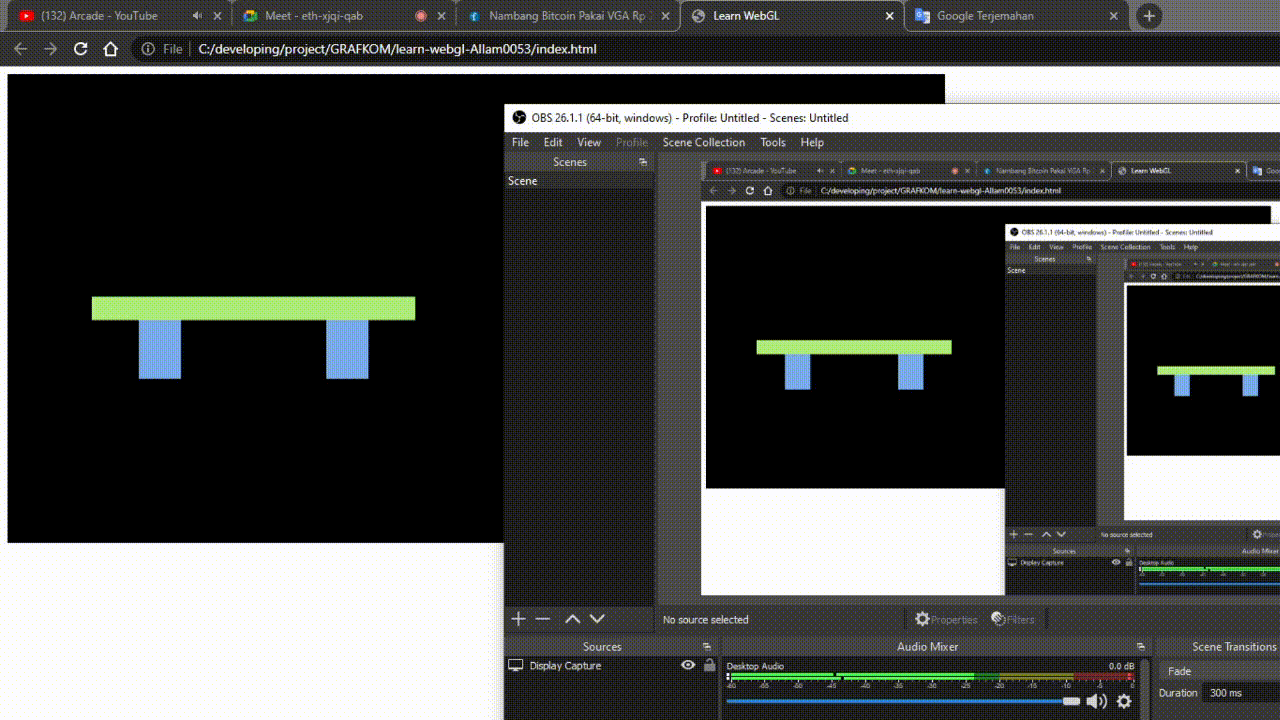 (132) Arcade - YouTube
Meet - eth-xjqi-qab
Nambang Bitcoin Pakai VGA Rp
Learn WebGL
Google Terjemahan
File
C:/developing/project/GRAFKOM/learn-webgl-Allam0053/index.html
OBS 26.1.1 (64-bit, windows) - Profile: Untitled - Scenes: Untitled
File Edit View Profile Scene Collection Tools Help
Scenes
Scene
(132) Arcade - YouTube
Meet - eth-xjqi-qab
Nambang Bitcoin Pakai VGA Rp
Learn WebGL
File
C:/developing/project/GRAFKOM/learn-webgl-Allam0053/index.html
OBS 26.1.1 (64-bit, windows) - Profile: Untitled - Scenes: Untitled
File Edit View Profile Scene Collection Tools Help
Scenes
Scene
No source selected
Sources
Audio Mixer
Display Capture
Desktop Audio
No source selected
Properties
Filters
Sources
Audio Mixer
Scene Transitions
Display Capture
Desktop Audio
0.0 dB
-60 -55 -50 -45 -40 -35 -30 -25 -20 -15 -10 -5 0
Fade
Duration
300 ms